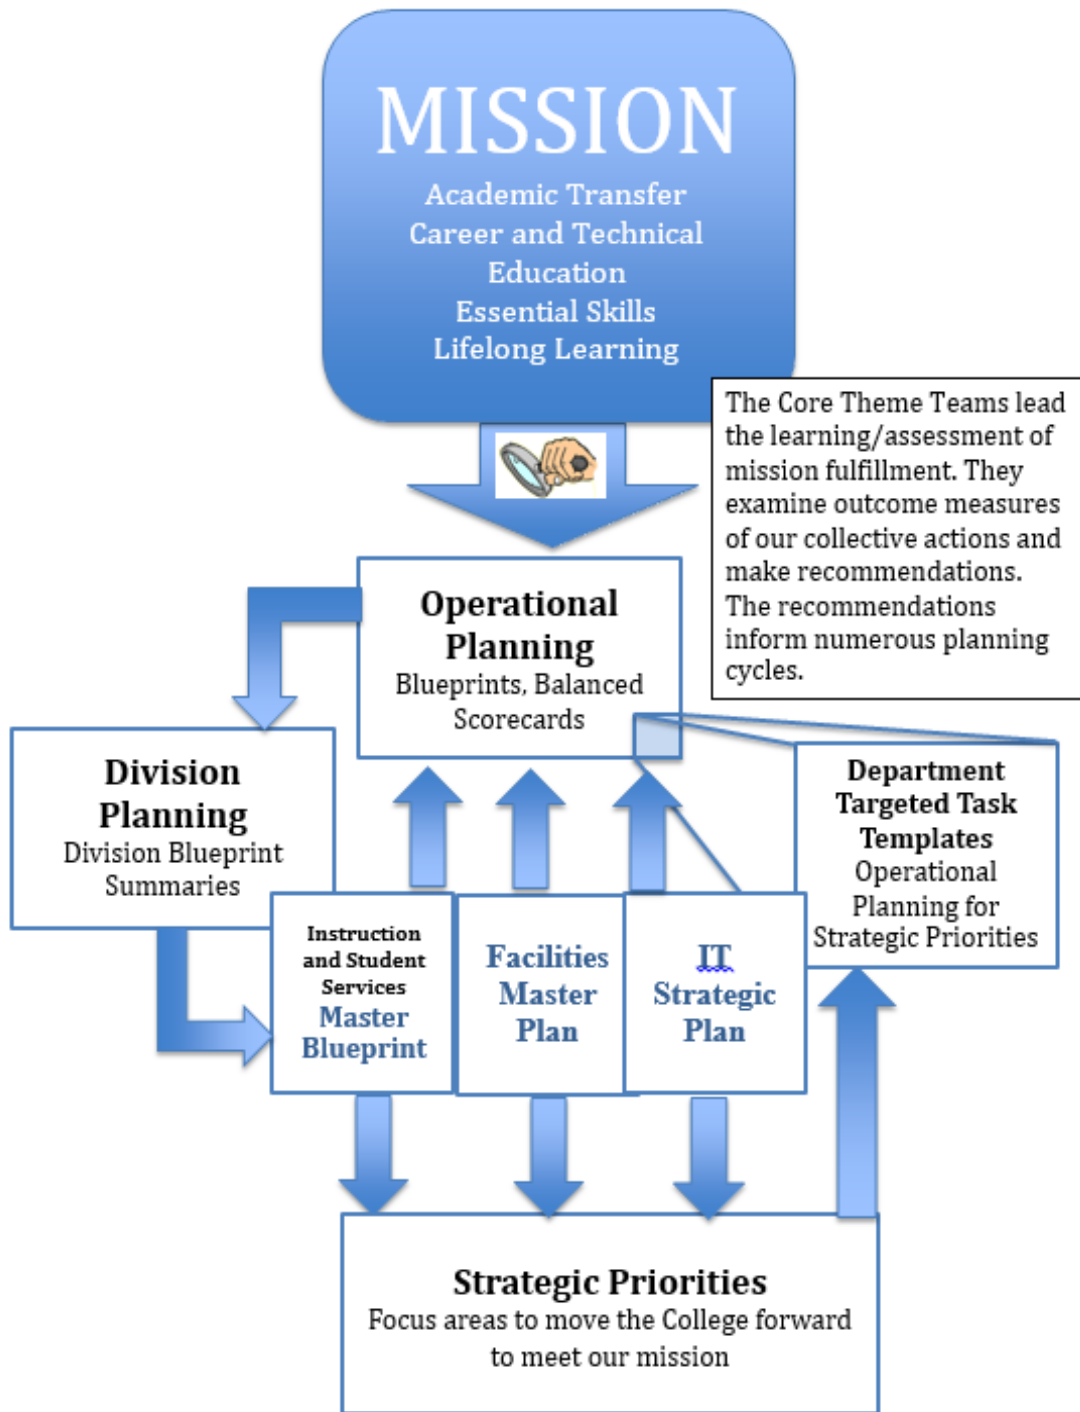 MISSION
Academic Transfer
Career and Technical
Education
Essential Skills
Lifelong Learning
The Core Theme Teams lead
the learning/assessment of
mission fulfillment. They
examine outcome measures
of our collective actions and
make recommendations.
The recommendations
inform numerous planning
cycles.
Operational
Planning
Blueprints, Balanced
Scorecards
Division
Planning
Division Blueprint
Summaries
Department
Targeted Task
Templates
Operational
Planning for
Strategic Priorities
Instruction
and Student
Services
Master
Blueprint
Facilities
Master
Plan
IT
Strategic
Plan
Strategic Priorities
Focus areas to move the College forward
to meet our mission